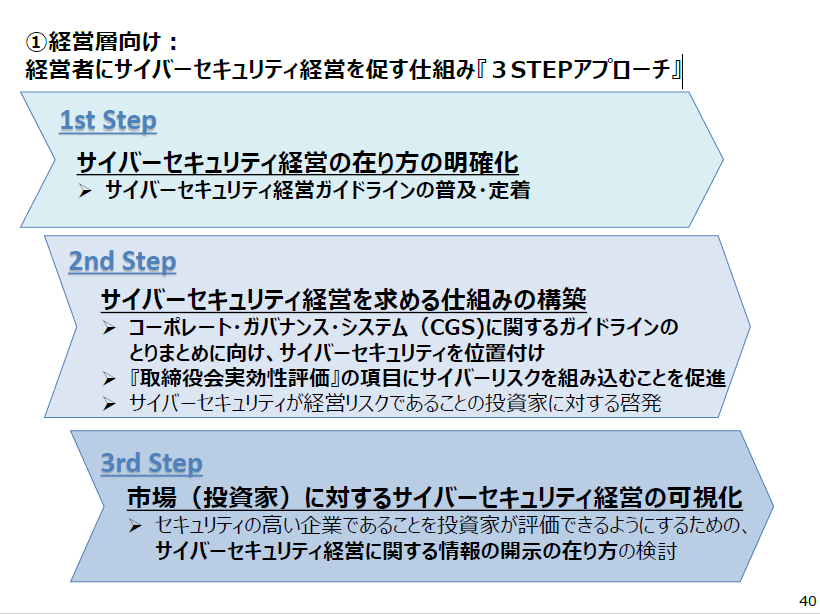 ①経営層向け：
経営者にサイバーセキュリティ経営を促す仕組み『３STEPアプローチ』
1st Step
サイバーセキュリティ経営の在り方の明確化
➢ サイバーセキュリティ経営ガイドラインの普及・定着
2nd Step
サイバーセキュリティ経営を求める仕組みの構築
➢ コーポレート・ガバナンス・システム（CGS)に関するガイドラインの
とりまとめに向け、サイバーセキュリティを位置付け
➢ 『取締役会実効性評価』の項目にサイバーリスクを組み込むことを促進
➢ サイバーセキュリティが経営リスクであることの投資家に対する啓発
3rd Step
市場（投資家）に対するサイバーセキュリティ経営の可視化
➢ セキュリティの高い企業であることを投資家が評価できるようにするための、
サイバーセキュリティ経営に関する情報の開示の在り方の検討
40